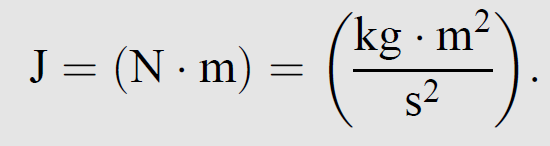 J = (N · m) = (kg · m² / s²).